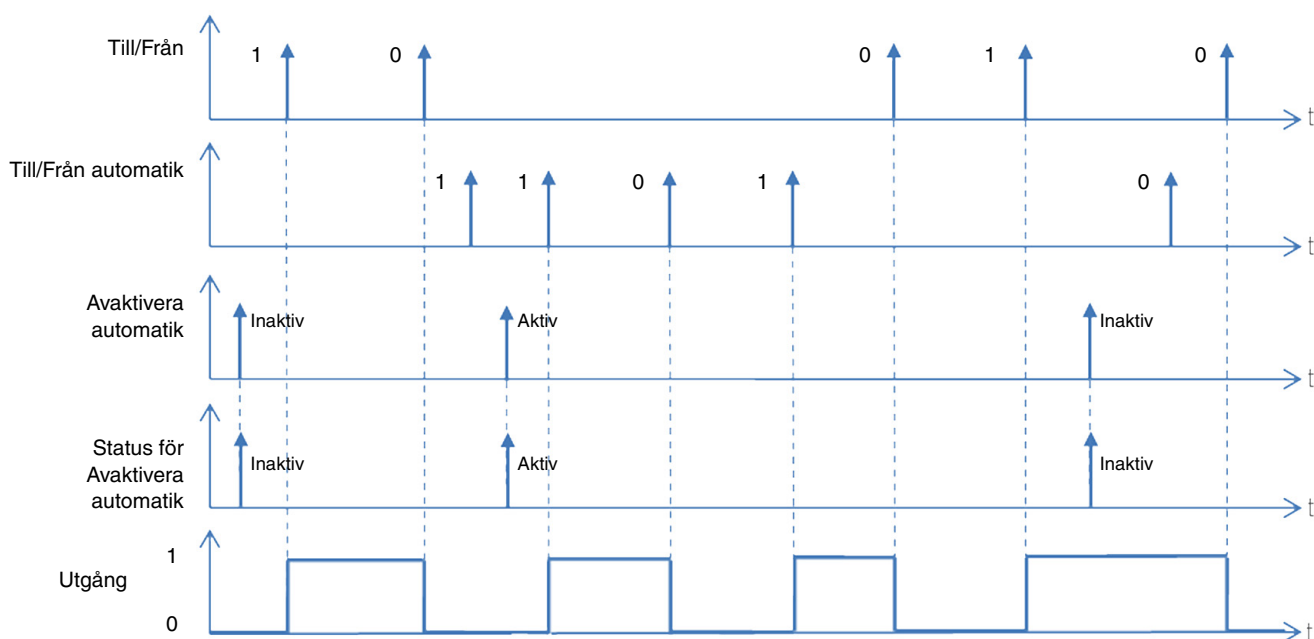 Till/Från
1 0 0 1 0
t
Till/Från automatik
1 1 0 1 0
t
Avaktivera
automatik
Inaktiv Aktiv Inaktiv
t
Status för
Avaktivera
automatik
Inaktiv Aktiv Inaktiv
t
1
Utgång
0
t